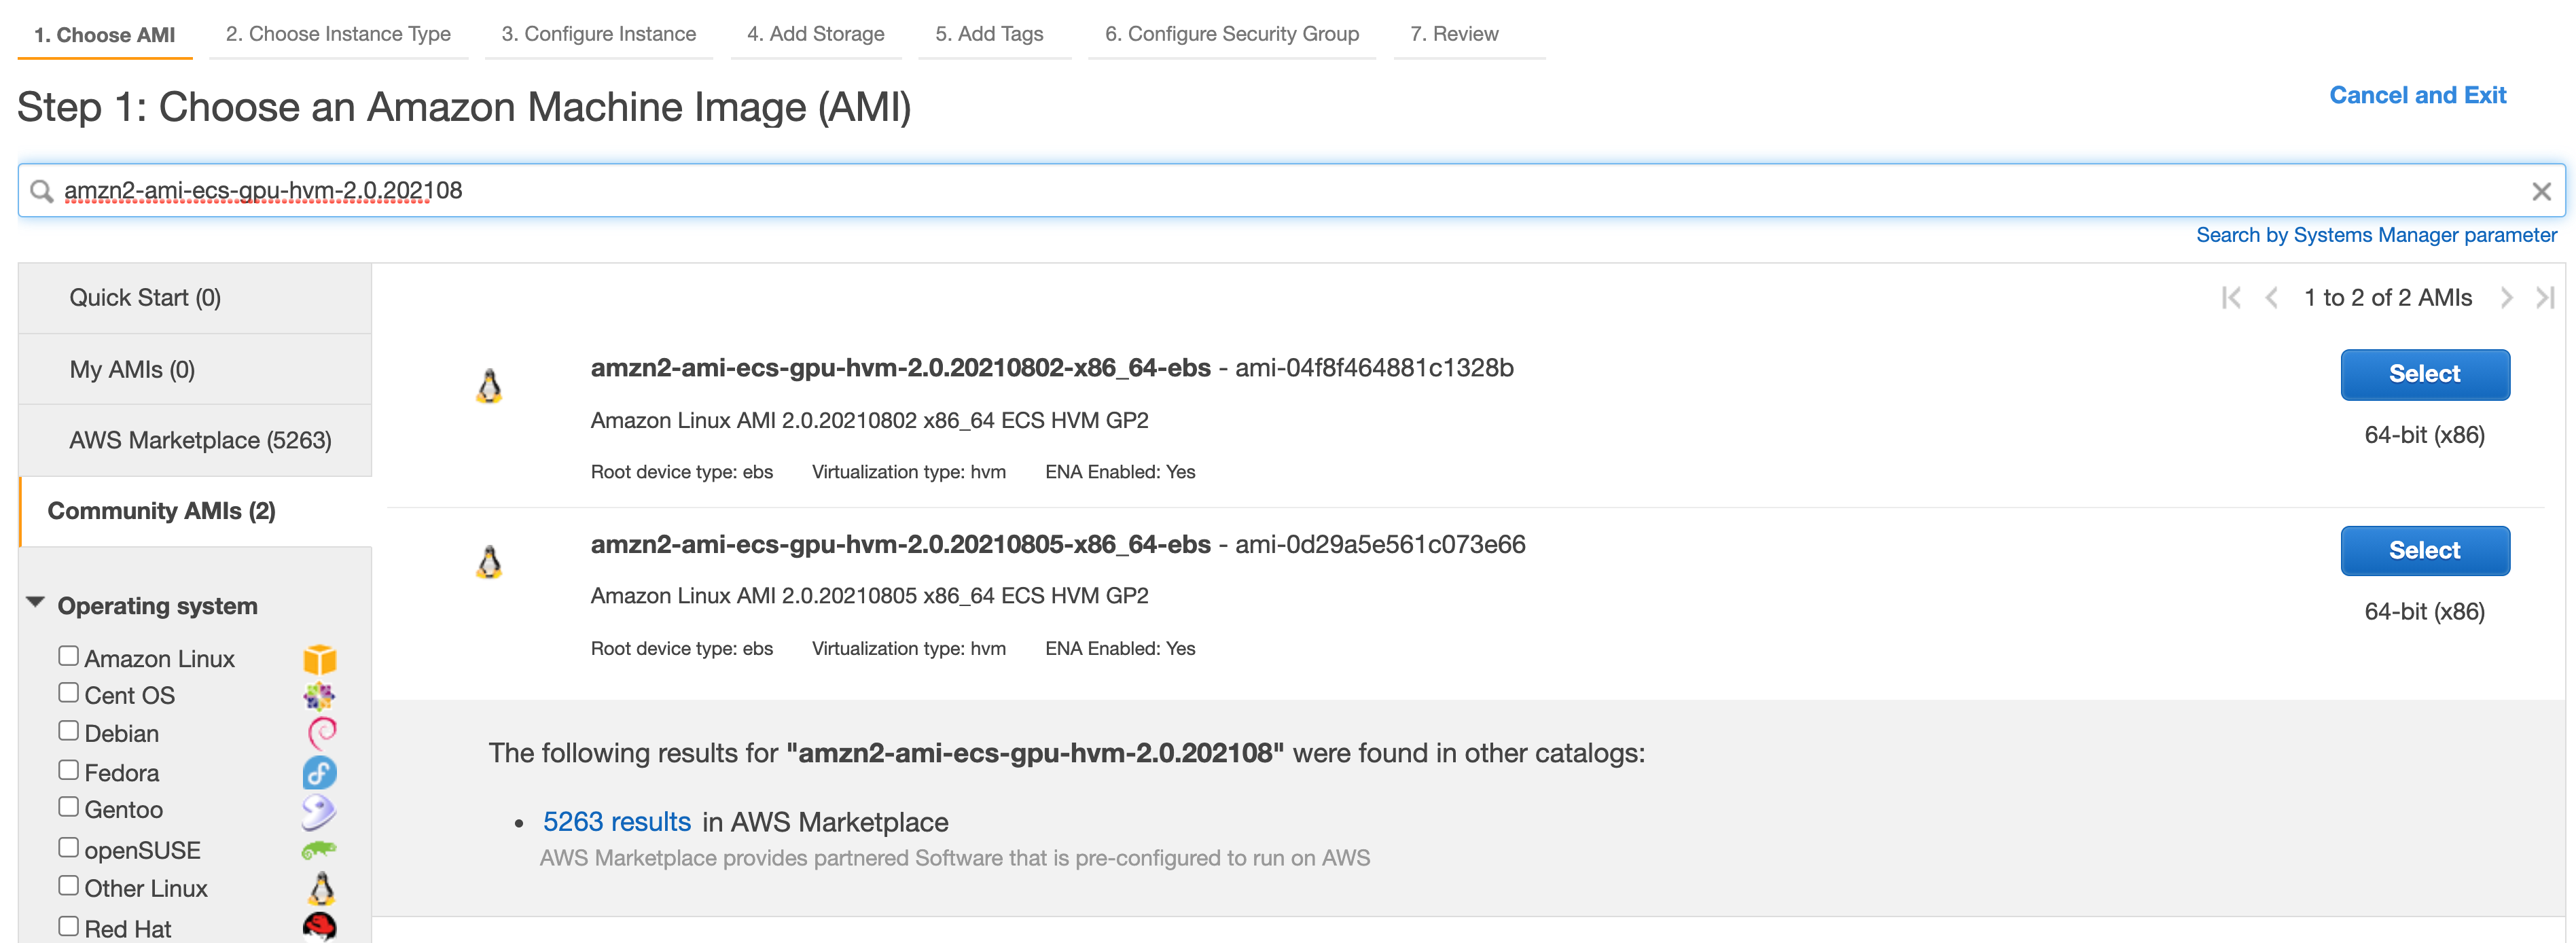 1. Choose AMI 2. Choose Instance Type 3. Configure Instance 4. Add Storage 5. Add Tags 6. Configure Security Group 7. Review
Step 1: Choose an Amazon Machine Image (AMI)
Cancel and Exit
amzn2-ami-ecs-gpu-hvm-2.0.202108
Search by Systems Manager parameter
Quick Start (0)
My AMIs (0)
AWS Marketplace (5263)
Community AMIs (2)
Operating system
Amazon Linux
Cent OS
Debian
Fedora
Gentoo
openSUSE
Other Linux
Red Hat
1 to 2 of 2 AMIs
amzn2-ami-ecs-gpu-hvm-2.0.20210802-x86_64-ebs - ami-04f8f464881c1328b
Amazon Linux AMI 2.0.20210802 x86_64 ECS HVM GP2
Root device type: ebs Virtualization type: hvm ENA Enabled: Yes
Select
64-bit (x86)
amzn2-ami-ecs-gpu-hvm-2.0.20210805-x86_64-ebs - ami-0d29a5e561c073e66
Amazon Linux AMI 2.0.20210805 x86_64 ECS HVM GP2
Root device type: ebs Virtualization type: hvm ENA Enabled: Yes
Select
64-bit (x86)
The following results for "amzn2-ami-ecs-gpu-hvm-2.0.202108" were found in other catalogs:
• 5263 results in AWS Marketplace
AWS Marketplace provides partnered Software that is pre-configured to run on AWS